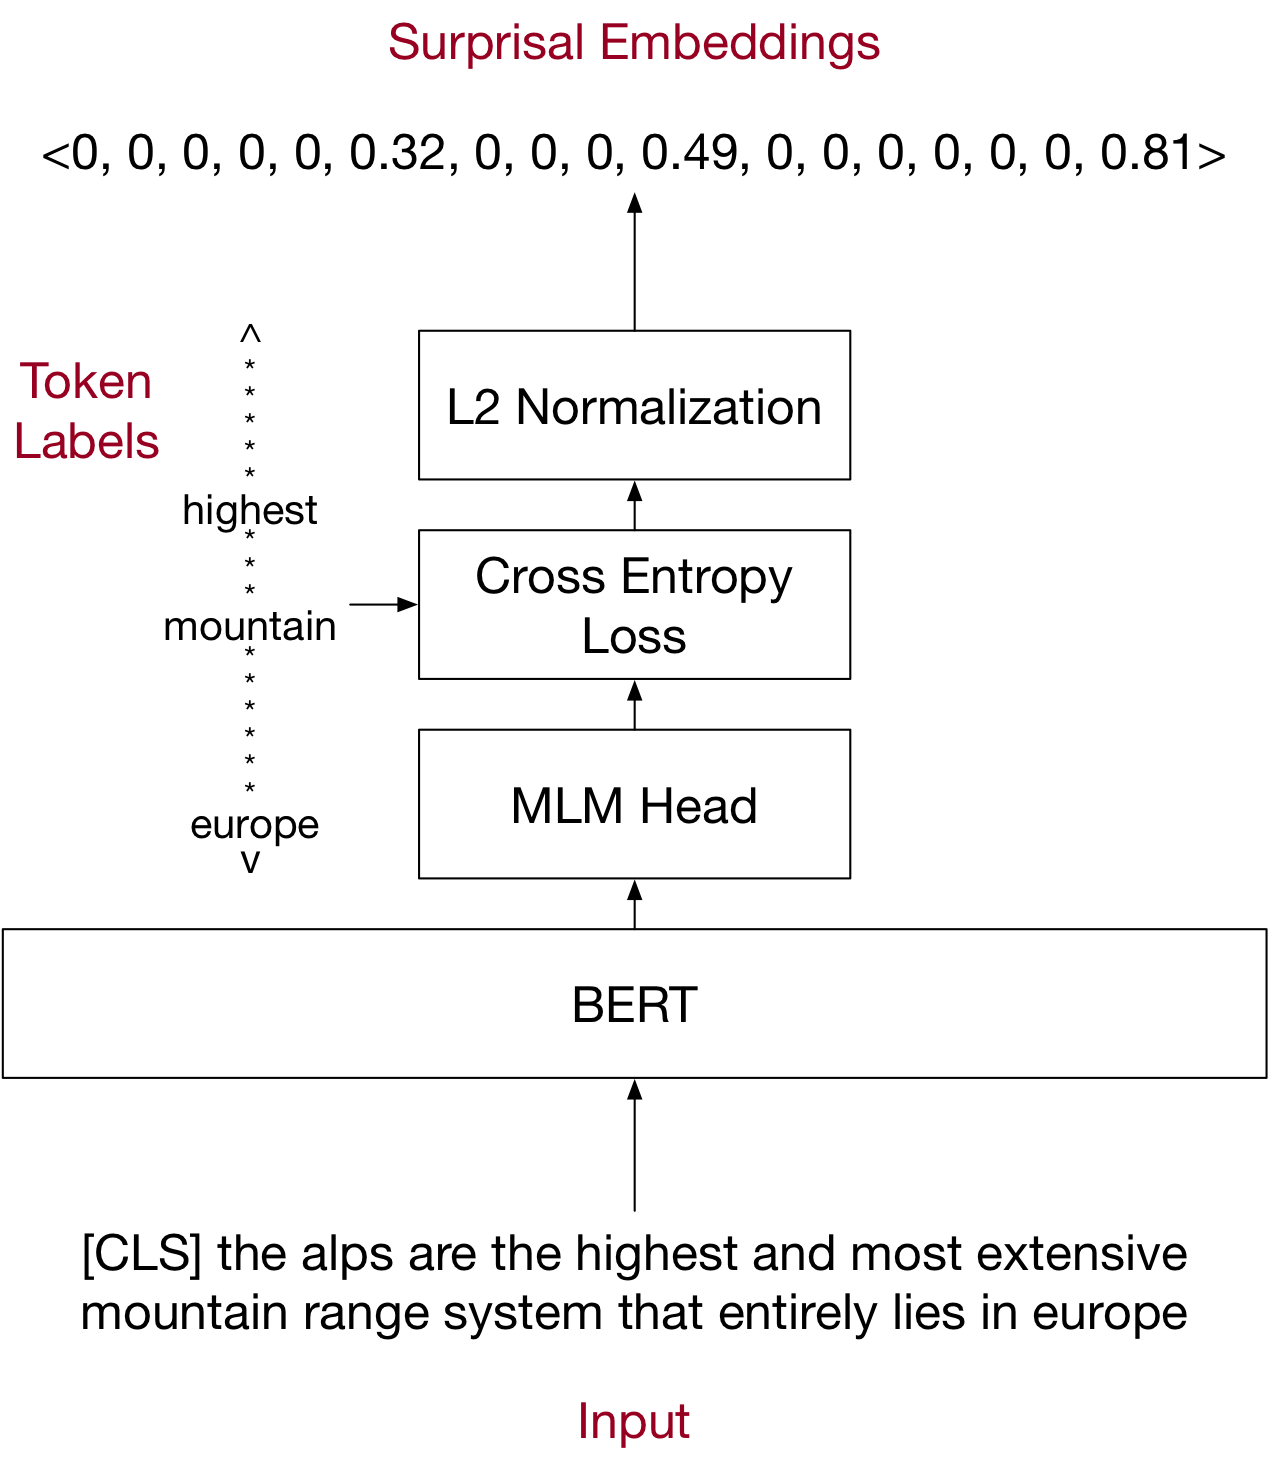 Surprisal Embeddings
<0, 0, 0, 0, 0, 0.32, 0, 0, 0, 0.49, 0, 0, 0, 0, 0, 0, 0.81>
Token
Labels
^
*
*
*
*
*
highest
*
*
*
mountain
*
*
*
*
*
*
europe
v
L2 Normalization
Cross Entropy
Loss
MLM Head
BERT
[CLS] the alps are the highest and most extensive
mountain range system that entirely lies in europe
Input